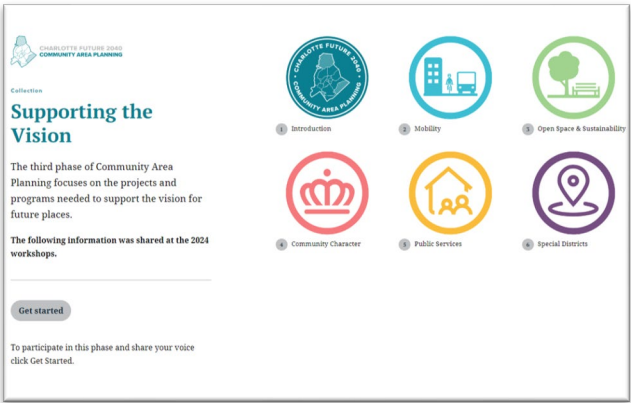 CHARLOTTE FUTURE 2040
COMMUNITY AREA PLANNING
Collection
Supporting the
Vision
The third phase of Community Area
Planning focuses on the projects and
programs needed to support the vision for
future places.
The following information was shared at the 2024
workshops.
Get started
To participate in this phase and share your voice
click Get Started.
CHARLOTTE FUTURE 2040
COMMUNITY AREA PLANNING
1 Introduction
2 Mobility
3 Open Space & Sustainability
4 Community Character
5 Public Services
6 Special Districts